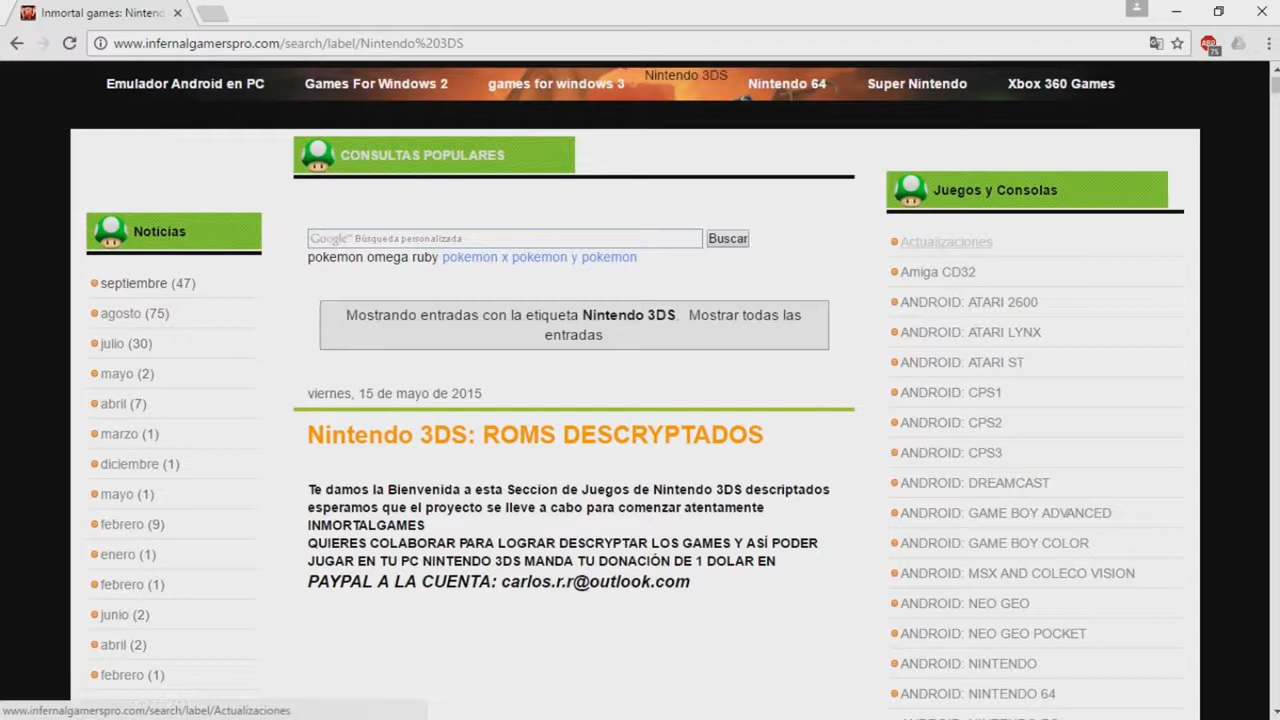 Inmortal games: Nintend
www.infernalgamerspro.com/search/label/Nintendo%203DS
75
Emulador Android en PC
Games For Windows 2
games for windows 3
Nintendo 3DS
Nintendo 64
Super Nintendo
Xbox 360 Games
Noticias
septiembre (47)
agosto (75)
julio (30)
mayo (2)
abril (7)
marzo (1)
diciembre (1)
mayo (1)
febrero (9)
enero (1)
febrero (1)
junio (2)
abril (2)
febrero (1)
CONSULTAS POPULARES
Google™ Búsqueda personalizada
Buscar
pokemon omega ruby pokemon x pokemon y pokemon
Mostrando entradas con la etiqueta Nintendo 3DS. Mostrar todas las
entradas
viernes, 15 de mayo de 2015
Nintendo 3DS: ROMS DESCRYPTADOS
Te damos la Bienvenida a esta Seccion de Juegos de Nintendo 3DS descriptados
esperamos que el proyecto se lleve a cabo para comenzar atentamente
INMORTALGAMES
QUIERES COLABORAR PARA LOGRAR DESCRYPTAR LOS GAMES Y ASÍ PODER
JUGAR EN TU PC NINTENDO 3DS MANDA TU DONACIÓN DE 1 DOLAR EN
PAYPAL A LA CUENTA: carlos.r.r@outlook.com
Juegos y Consolas
Actualizaciones
Amiga CD32
ANDROID: ATARI 2600
ANDROID: ATARI LYNX
ANDROID: ATARI ST
ANDROID: CPS1
ANDROID: CPS2
ANDROID: CPS3
ANDROID: DREAMCAST
ANDROID: GAME BOY ADVANCED
ANDROID: GAME BOY COLOR
ANDROID: MSX AND COLECO VISION
ANDROID: NEO GEO
ANDROID: NEO GEO POCKET
ANDROID: NINTENDO
ANDROID: NINTENDO 64
www.infernalgamerspro.com/search/label/Actualizaciones